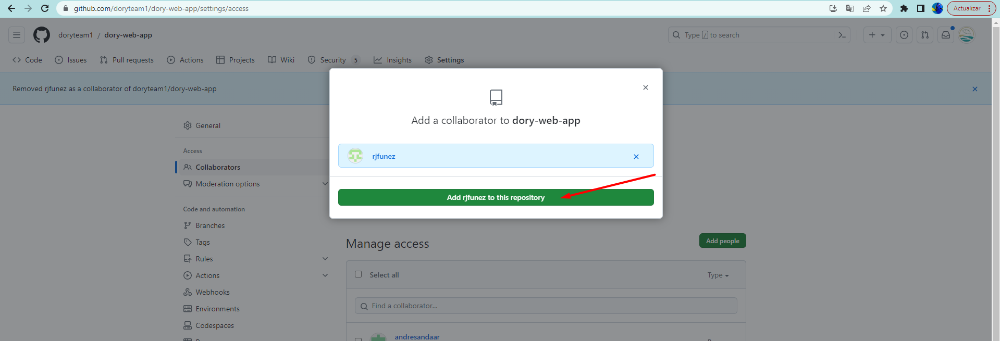 github.com/doryteam1/dory-web-app/settings/access
Actualizar
doryteam1 / dory-web-app
Type / to search
Code Issues Pull requests Actions Projects Wiki Security 5 Insights Settings
Removed rjfunez as a collaborator of doryteam1/dory-web-app
Add a collaborator to dory-web-app
rjfunez
Add rjfunez to this repository
General
Access
Collaborators
Moderation options
Code and automation
Branches
Tags
Rules
Actions
Webhooks
Environments
Codespaces
Manage access
Add people
Select all
Type
Find a collaborator...
andresandaar